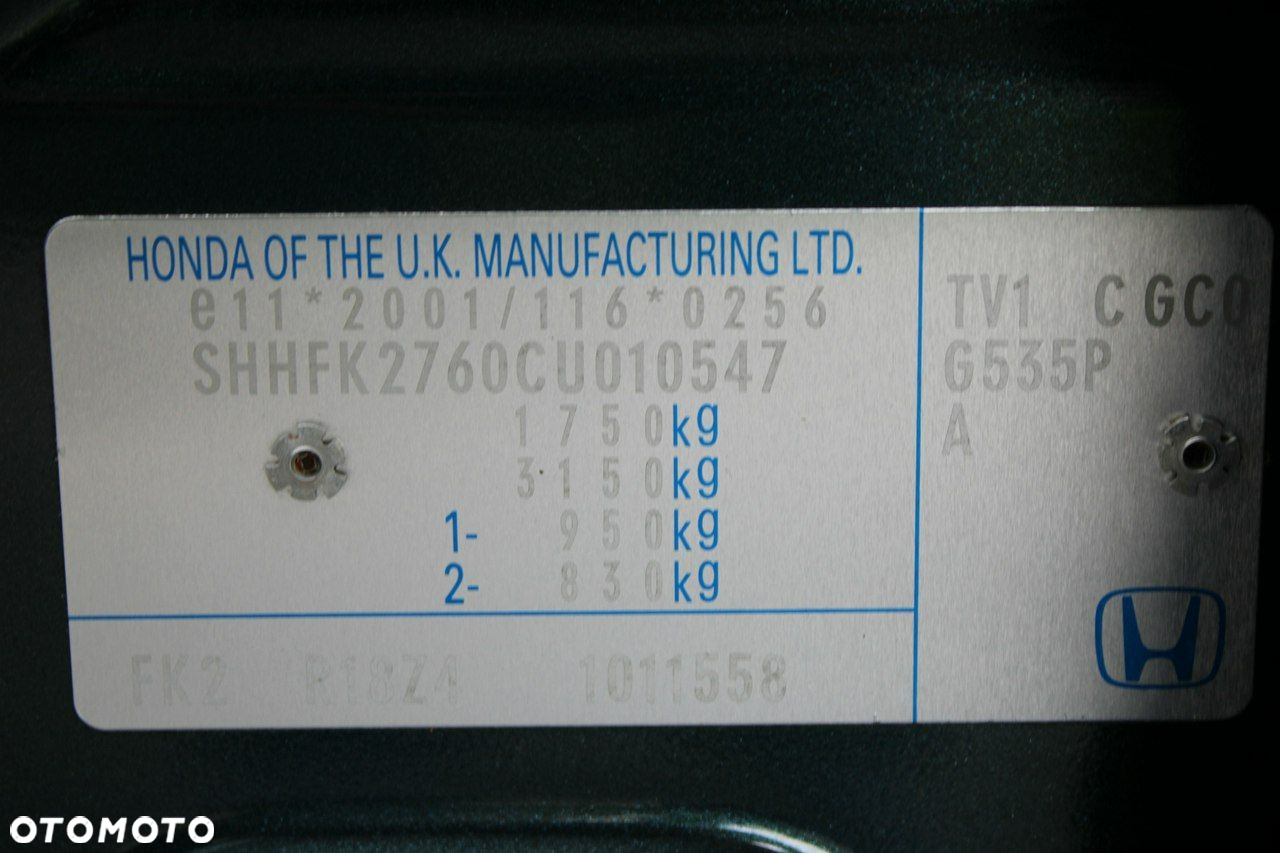 HONDA OF THE U.K. MANUFACTURING LTD.
e11*2001/116*0256
SHHFK2760CU010547
1750kg
3150kg
1- 950kg
2- 830kg
FK2 R18Z4 1011558
TV1 CGC0
G535P
A
OTOMOTO